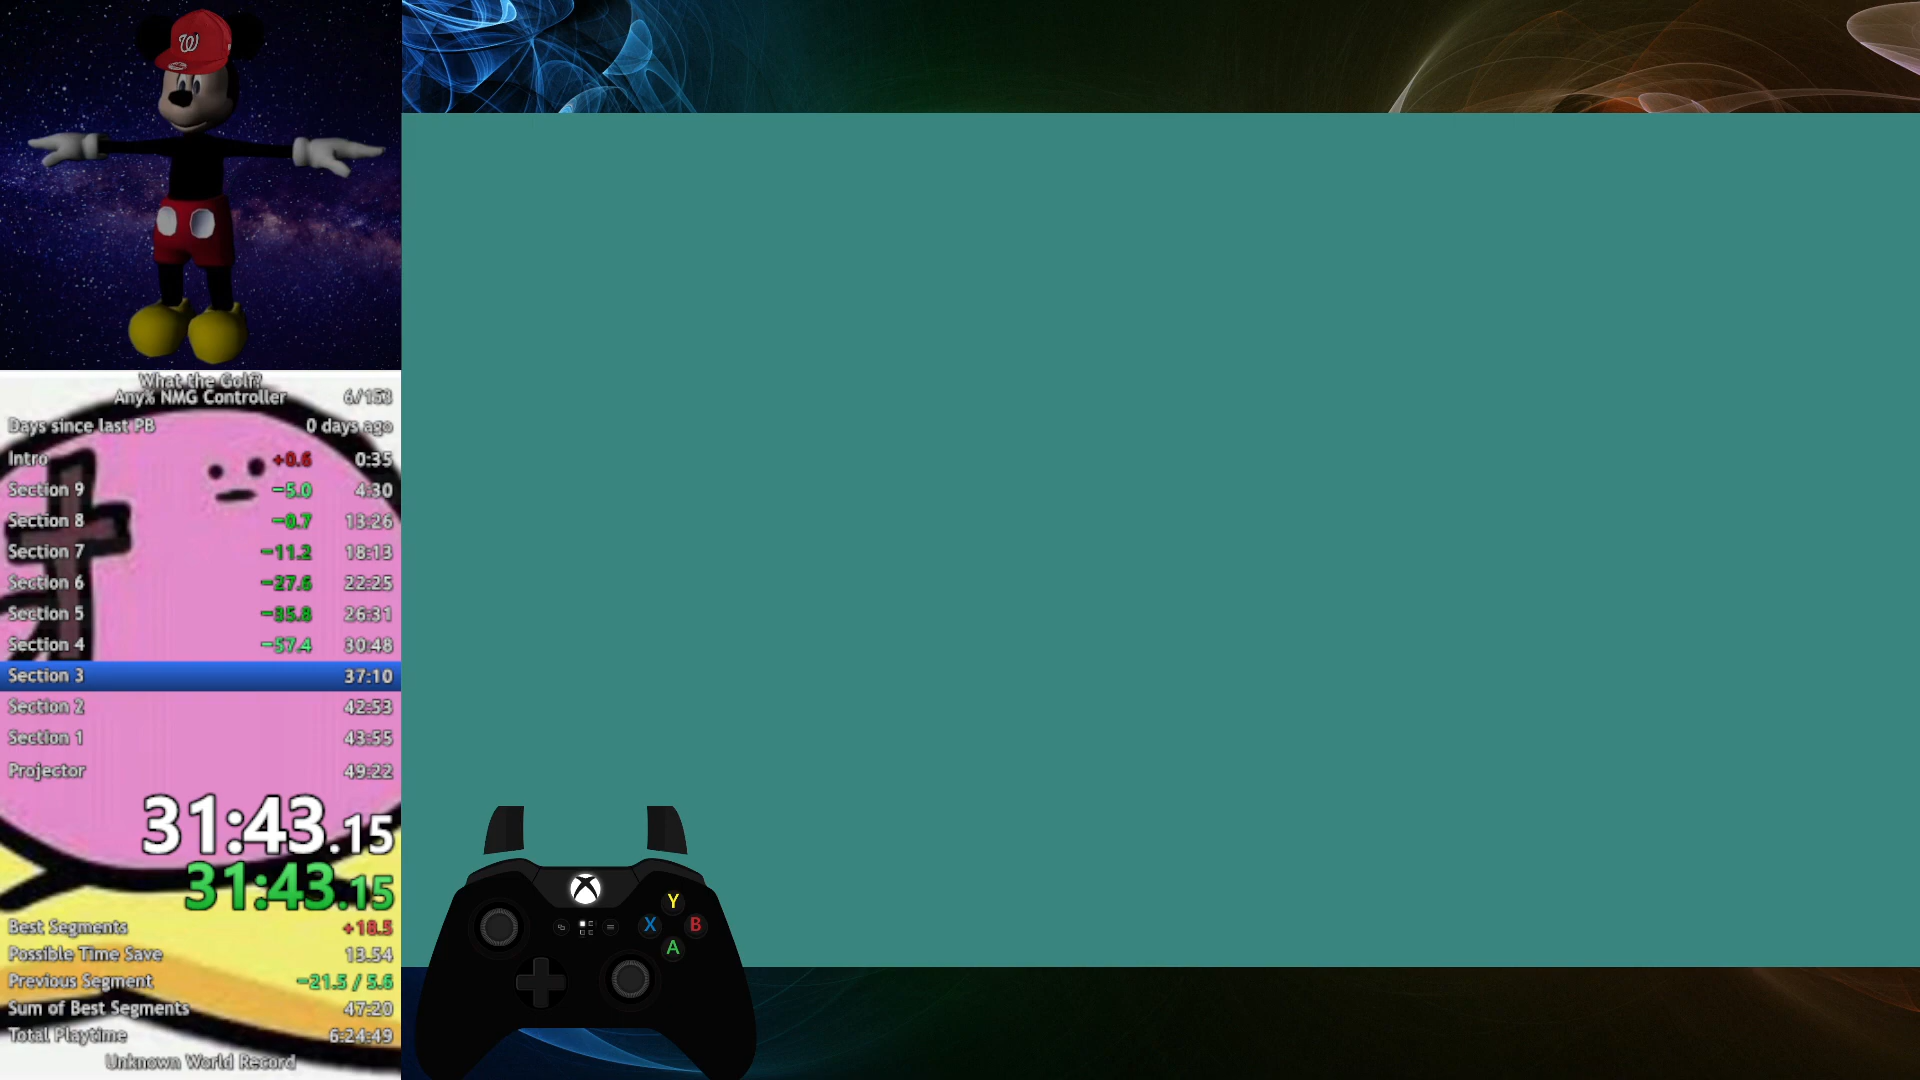 W
What the Golf?
Any% NMG Controller 6/153
Days since last PB 0 days ago
Intro +0.6 0:35
Section 9 −5.0 4:30
Section 8 −0.7 13:26
Section 7 −11.2 18:13
Section 6 −27.6 22:25
Section 5 −35.8 26:31
Section 4 −57.4 30:48
Section 3 37:10
Section 2 42:53
Section 1 43:55
Projector 49:22
31:43.15
31:43.15
Best Segments +18.5
Possible Time Save 13.54
Previous Segment −21.5 / 5.6
Sum of Best Segments 47:20
Total Playtime 6:24:49
Unknown World Record
Y
X B
A